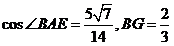 cos∠BAE = 5√7/14, BG = 2/3